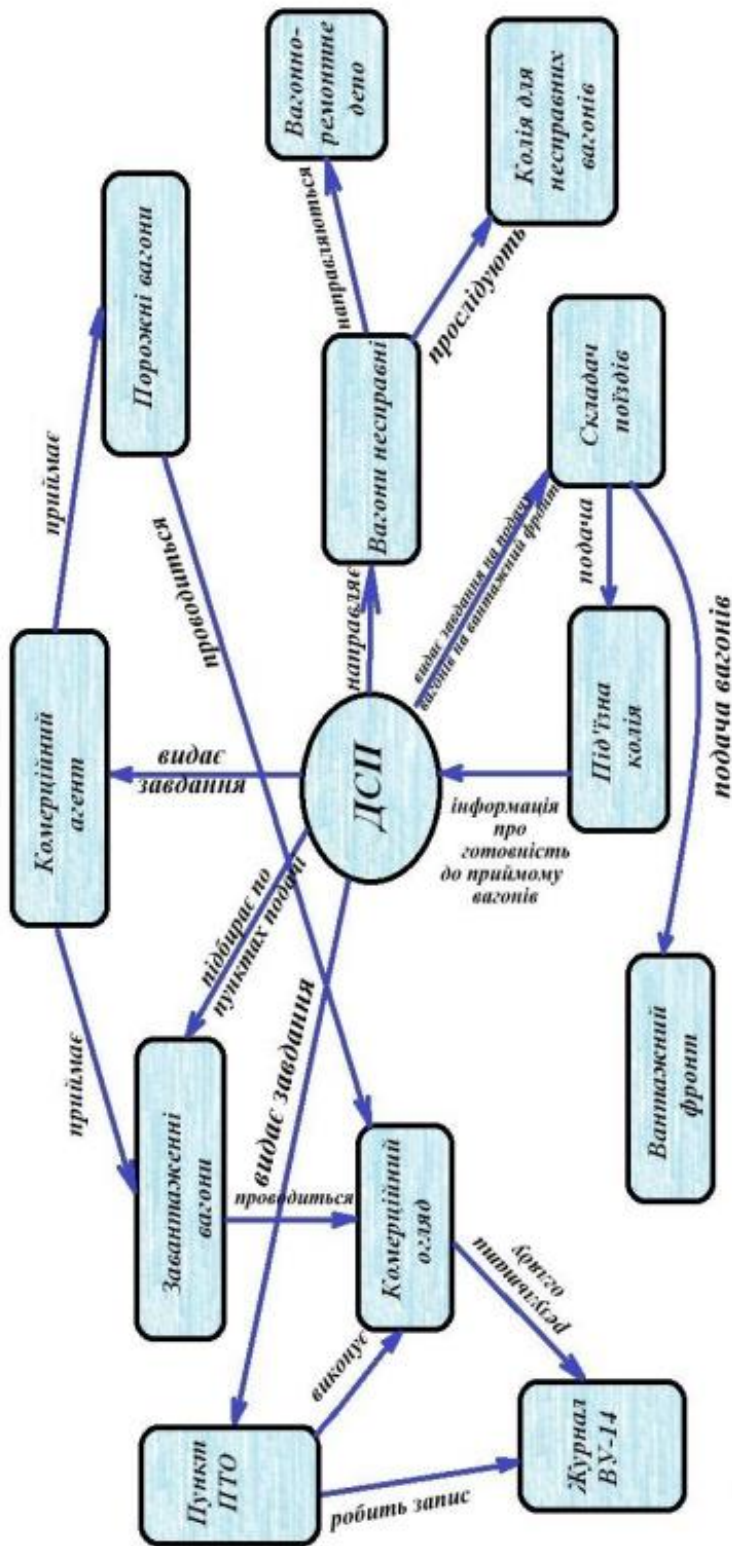 Пункт
ПТО
Завантаженні
вагони
приймає
Комерційний
агент
приймає
Порожні вагони
проводиться
видає
завдання
підбирає по
пунктах подачі
видає завдання
проводиться
виконує
Комерційний
огляд
робить запис
результати
огляду
Журнал
ВУ-14
ДСП
направляє
Вагони несправні
направляються
Вагонно-
ремонтне
депо
прослідують
Колія для
несправних
вагонів
видає завдання на подачу
вагонів на вантажний фронт
Складач
поїздів
подача
Під'їзна
колія
інформація
про
готовність
до приймому
вагонів
подача вагонів
Вантажний
фронт